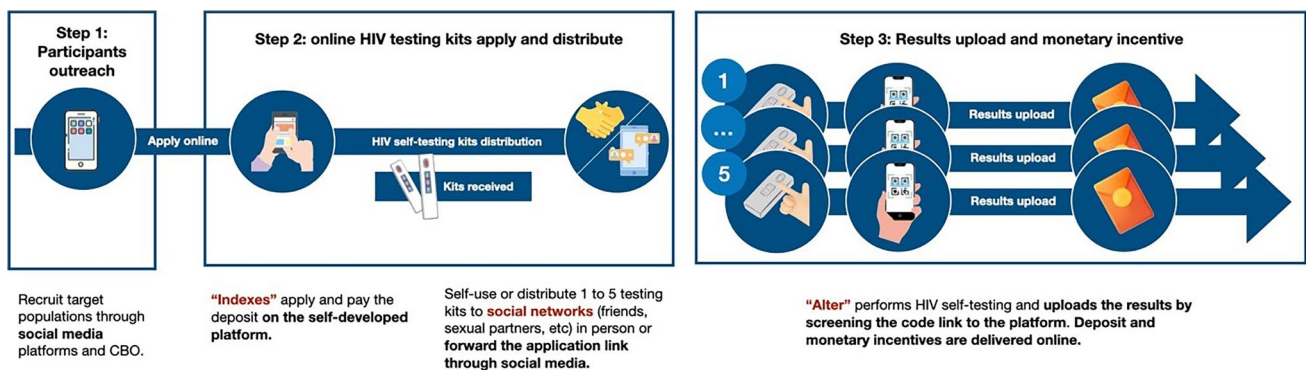 Step 1:
Participants
outreach
Apply online
Step 2: online HIV testing kits apply and distribute
HIV self-testing kits distribution
Kits received
Step 3: Results upload and monetary incentive
1
Results upload
...
Results upload
5
Results upload
Recruit target
populations through
social media
platforms and CBO.
“Indexes” apply and pay the
deposit on the self-developed
platform.
Self-use or distribute 1 to 5 testing
kits to social networks (friends,
sexual partners, etc) in person or
forward the application link
through social media.
“Alter” performs HIV self-testing and uploads the results by
screening the code link to the platform. Deposit and
monetary incentives are delivered online.